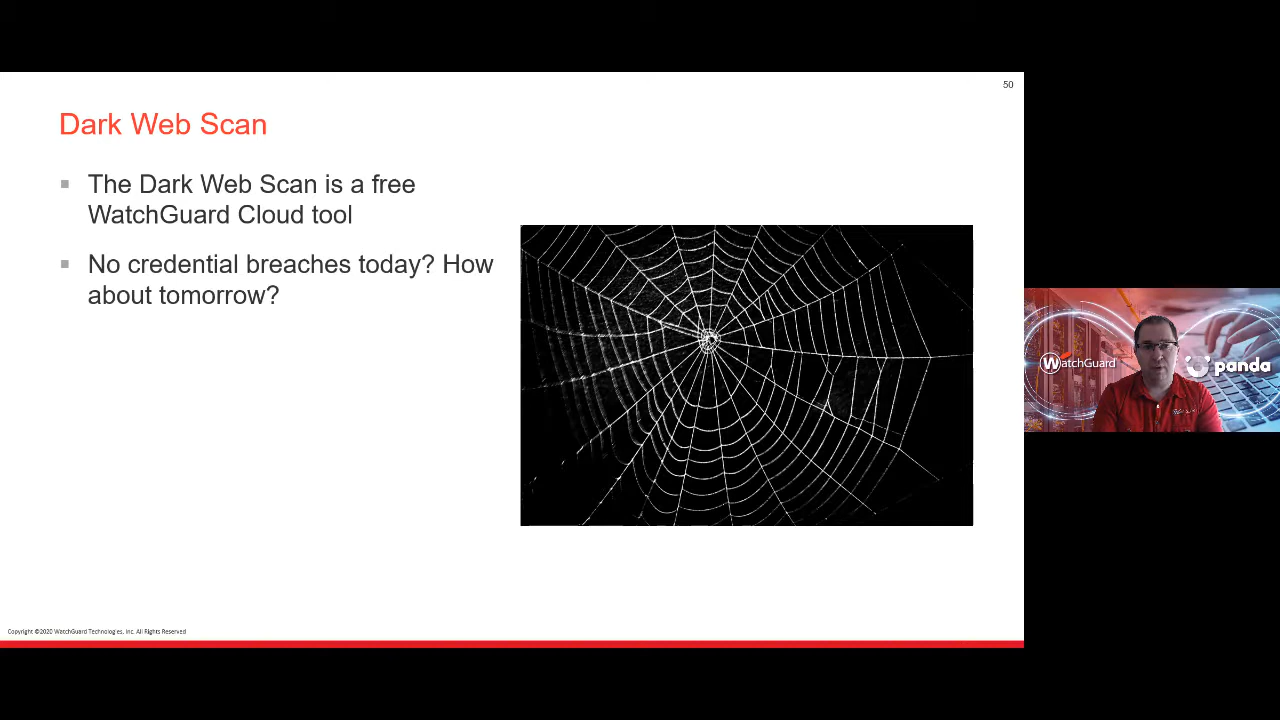 50
Dark Web Scan
The Dark Web Scan is a free
WatchGuard Cloud tool
No credential breaches today? How
about tomorrow?
WatchGuard
panda
Copyright ©2020 WatchGuard Technologies, Inc. All Rights Reserved